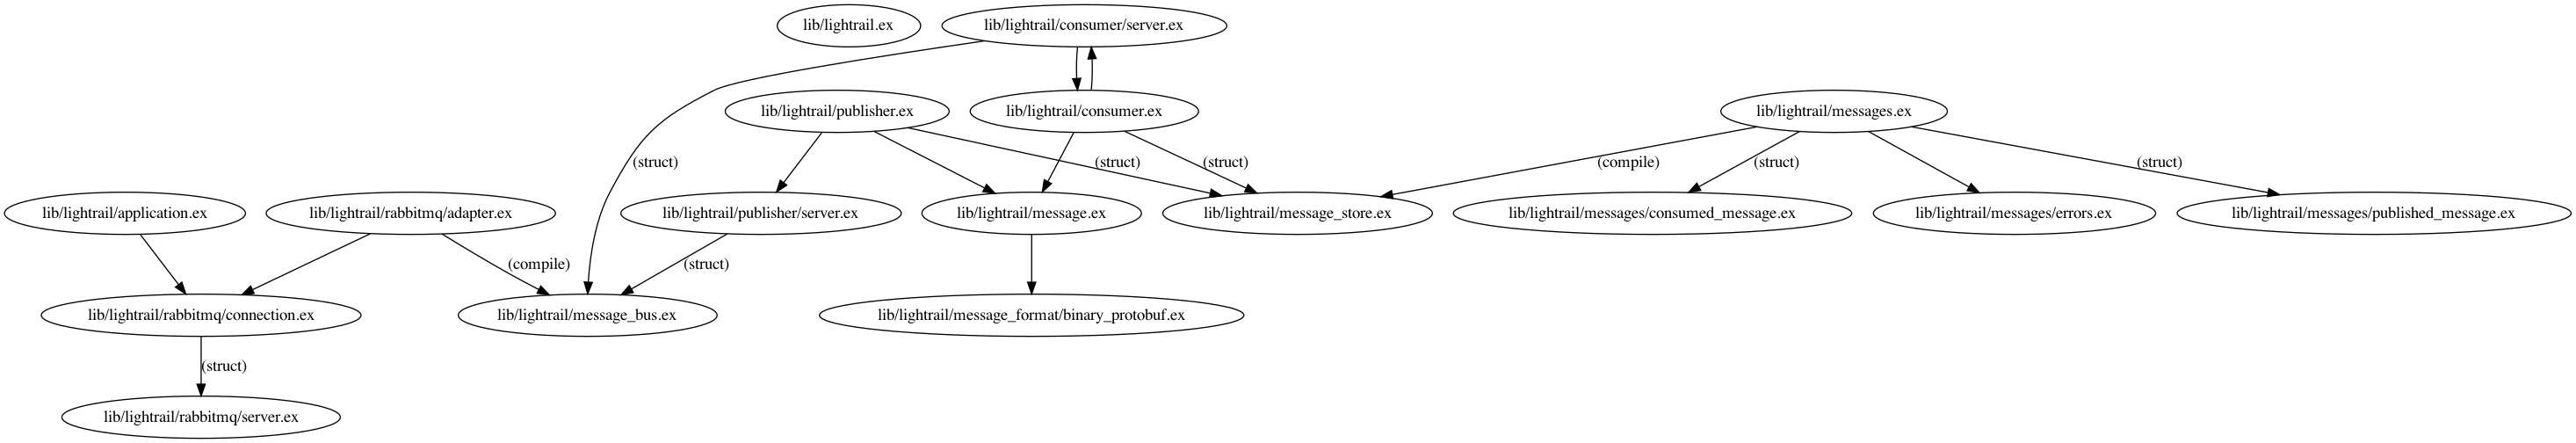 lib/lightrail.ex
lib/lightrail/consumer/server.ex
lib/lightrail/publisher.ex
lib/lightrail/consumer.ex
lib/lightrail/messages.ex
(struct)
(struct)
(struct)
(compile)
(struct)
(struct)
lib/lightrail/application.ex
lib/lightrail/rabbitmq/adapter.ex
lib/lightrail/publisher/server.ex
lib/lightrail/message.ex
lib/lightrail/message_store.ex
lib/lightrail/messages/consumed_message.ex
lib/lightrail/messages/errors.ex
lib/lightrail/messages/published_message.ex
(compile)
(struct)
lib/lightrail/rabbitmq/connection.ex
lib/lightrail/message_bus.ex
lib/lightrail/message_format/binary_protobuf.ex
(struct)
lib/lightrail/rabbitmq/server.ex